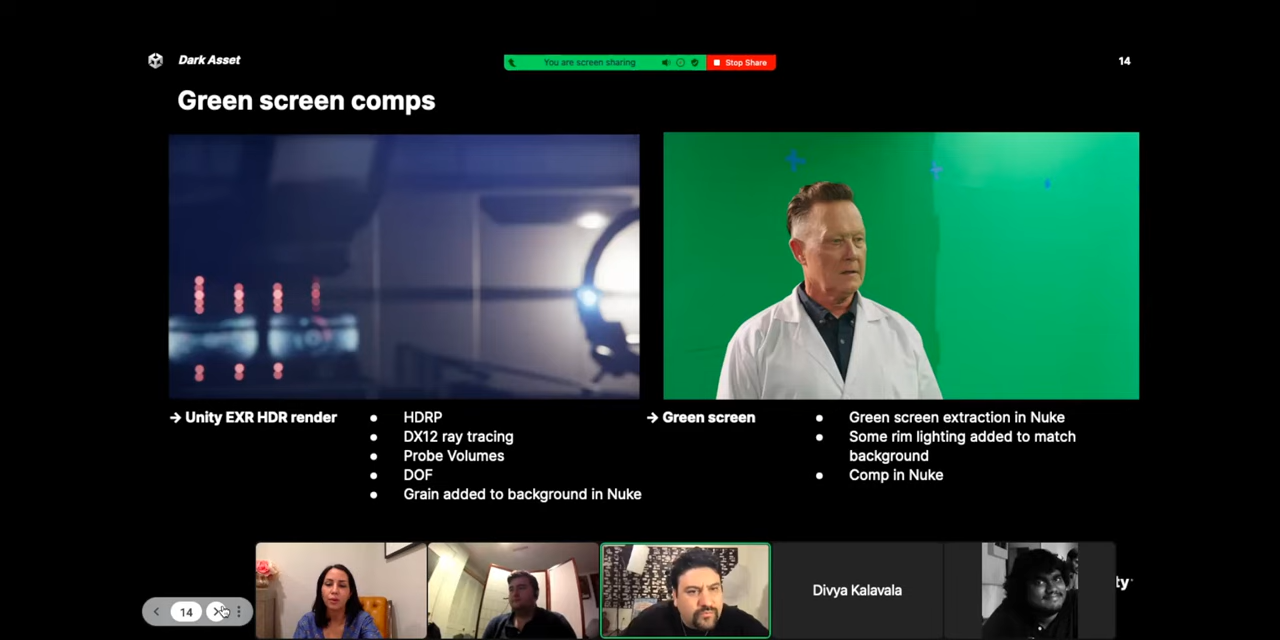 Dark Asset
You are screen sharing
Stop Share
14
Green screen comps
→ Unity EXR HDR render
● HDRP
● DX12 ray tracing
● Probe Volumes
● DOF
● Grain added to background in Nuke
→ Green screen
● Green screen extraction in Nuke
● Some rim lighting added to match
background
● Comp in Nuke
14
Divya Kalavala
ty